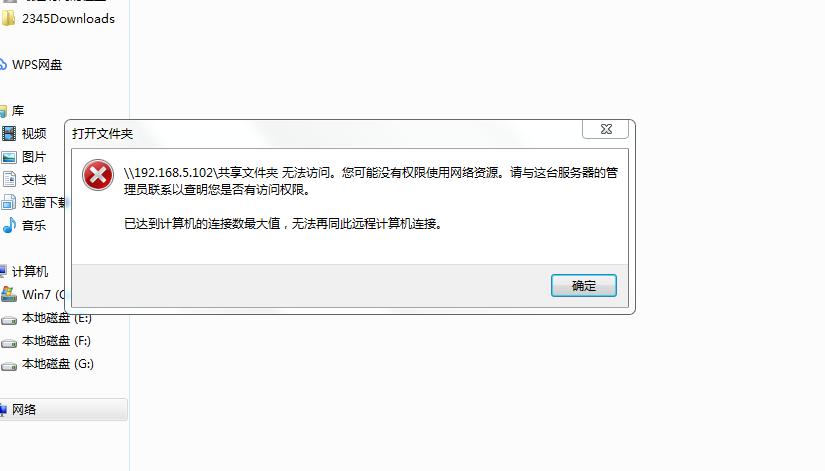 2345Downloads
WPS网盘
库
视频
图片
文档
迅雷下载
音乐
计算机
Win7 (C
本地磁盘 (E:)
本地磁盘 (F:)
本地磁盘 (G:)
网络
打开文件夹
\\192.168.5.102\共享文件夹 无法访问。您可能没有权限使用网络资源。请与这台服务器的管
理员联系以查明您是否有访问权限。
已达到计算机的连接数最大值，无法再同此远程计算机连接。
确定